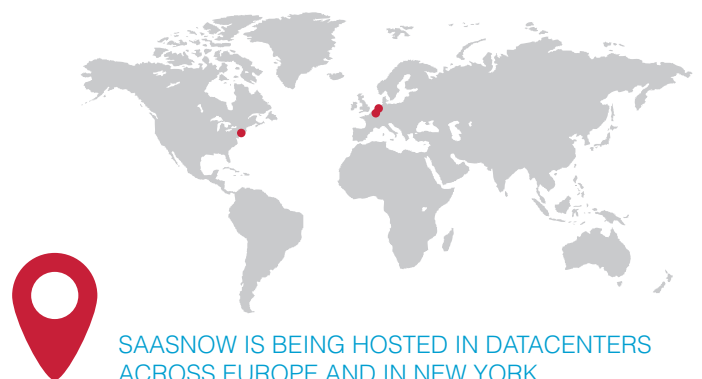 SAASNOW IS BEING HOSTED IN DATACENTERS
ACROSS EUROPE AND IN NEW YORK